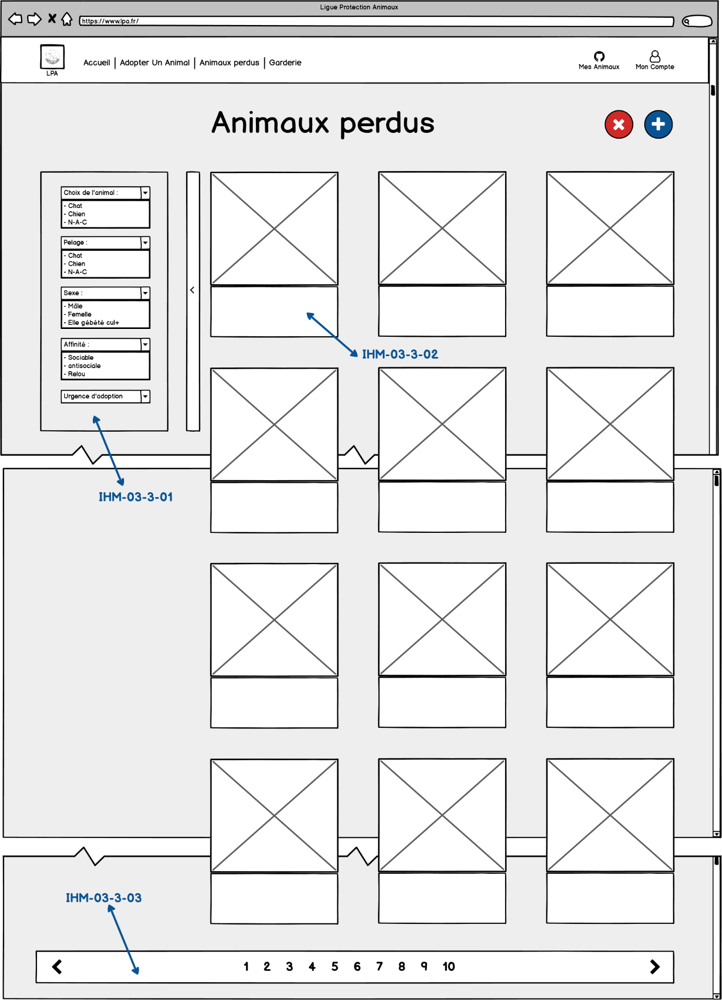 Ligue Protection Animaux
https://www.lpa.fr/
LPA
Accueil | Adopter Un Animal | Animaux perdus | Garderie
Mes Animaux
Mon Compte
Animaux perdus
Choix de l'animal :
- Chat
- Chien
- N-A-C
Pelage :
- Chat
- Chien
- N-A-C
Sexe :
- Mâle
- Femelle
- Elle gébété cul+
Affinité :
- Sociable
- antisociale
- Relou
Urgence d'adoption
IHM-03-3-02
IHM-03-3-01
IHM-03-3-03
1 2 3 4 5 6 7 8 9 10